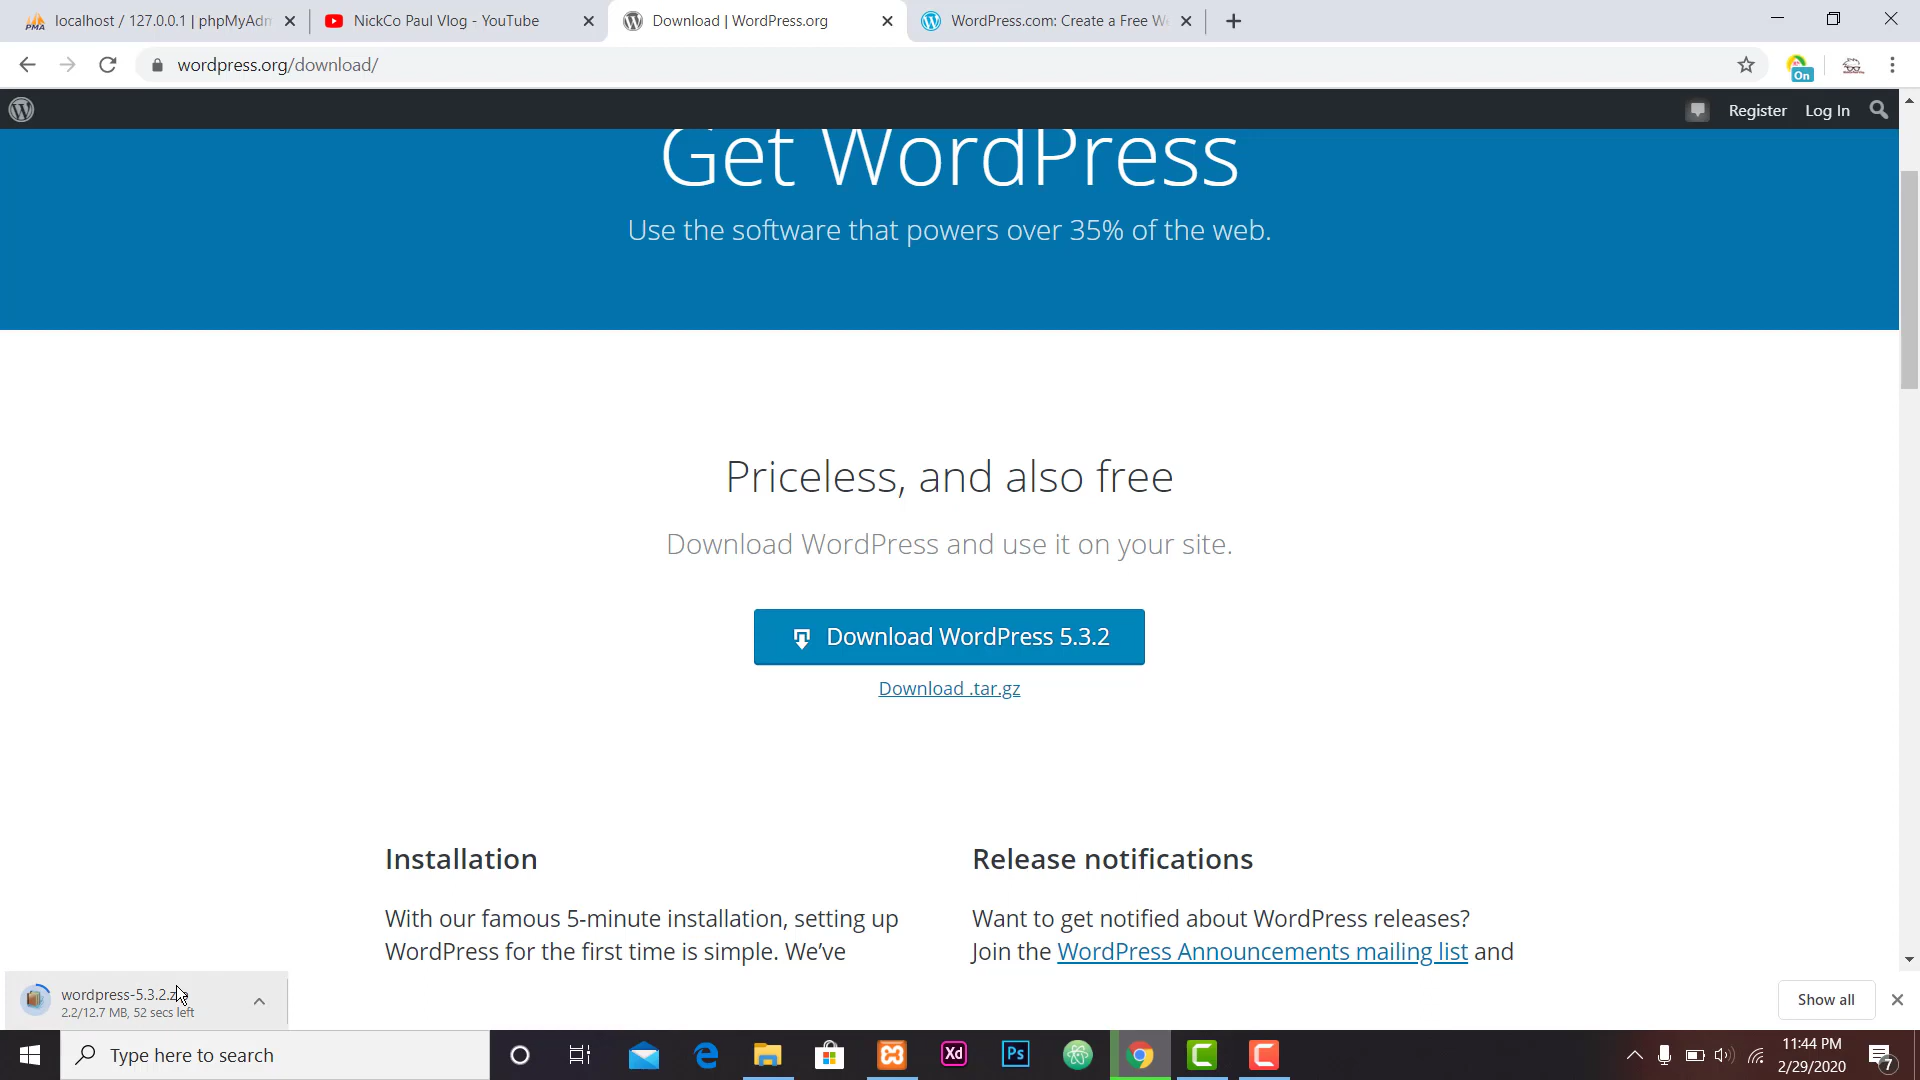 localhost / 127.0.0.1 | phpMyAdm
NickCo Paul Vlog - YouTube
Download | WordPress.org
WordPress.com: Create a Free W
wordpress.org/download/
On
Register
Log In
Get WordPress
Use the software that powers over 35% of the web.
Priceless, and also free
Download WordPress and use it on your site.
Download WordPress 5.3.2
Download .tar.gz
Installation
With our famous 5-minute installation, setting up
WordPress for the first time is simple. We’ve
Release notifications
Want to get notified about WordPress releases?
Join the WordPress Announcements mailing list and
wordpress-5.3.2.zip
2.2/12.7 MB, 52 secs left
Show all
Type here to search
Xd
Ps
11:44 PM
2/29/2020
7